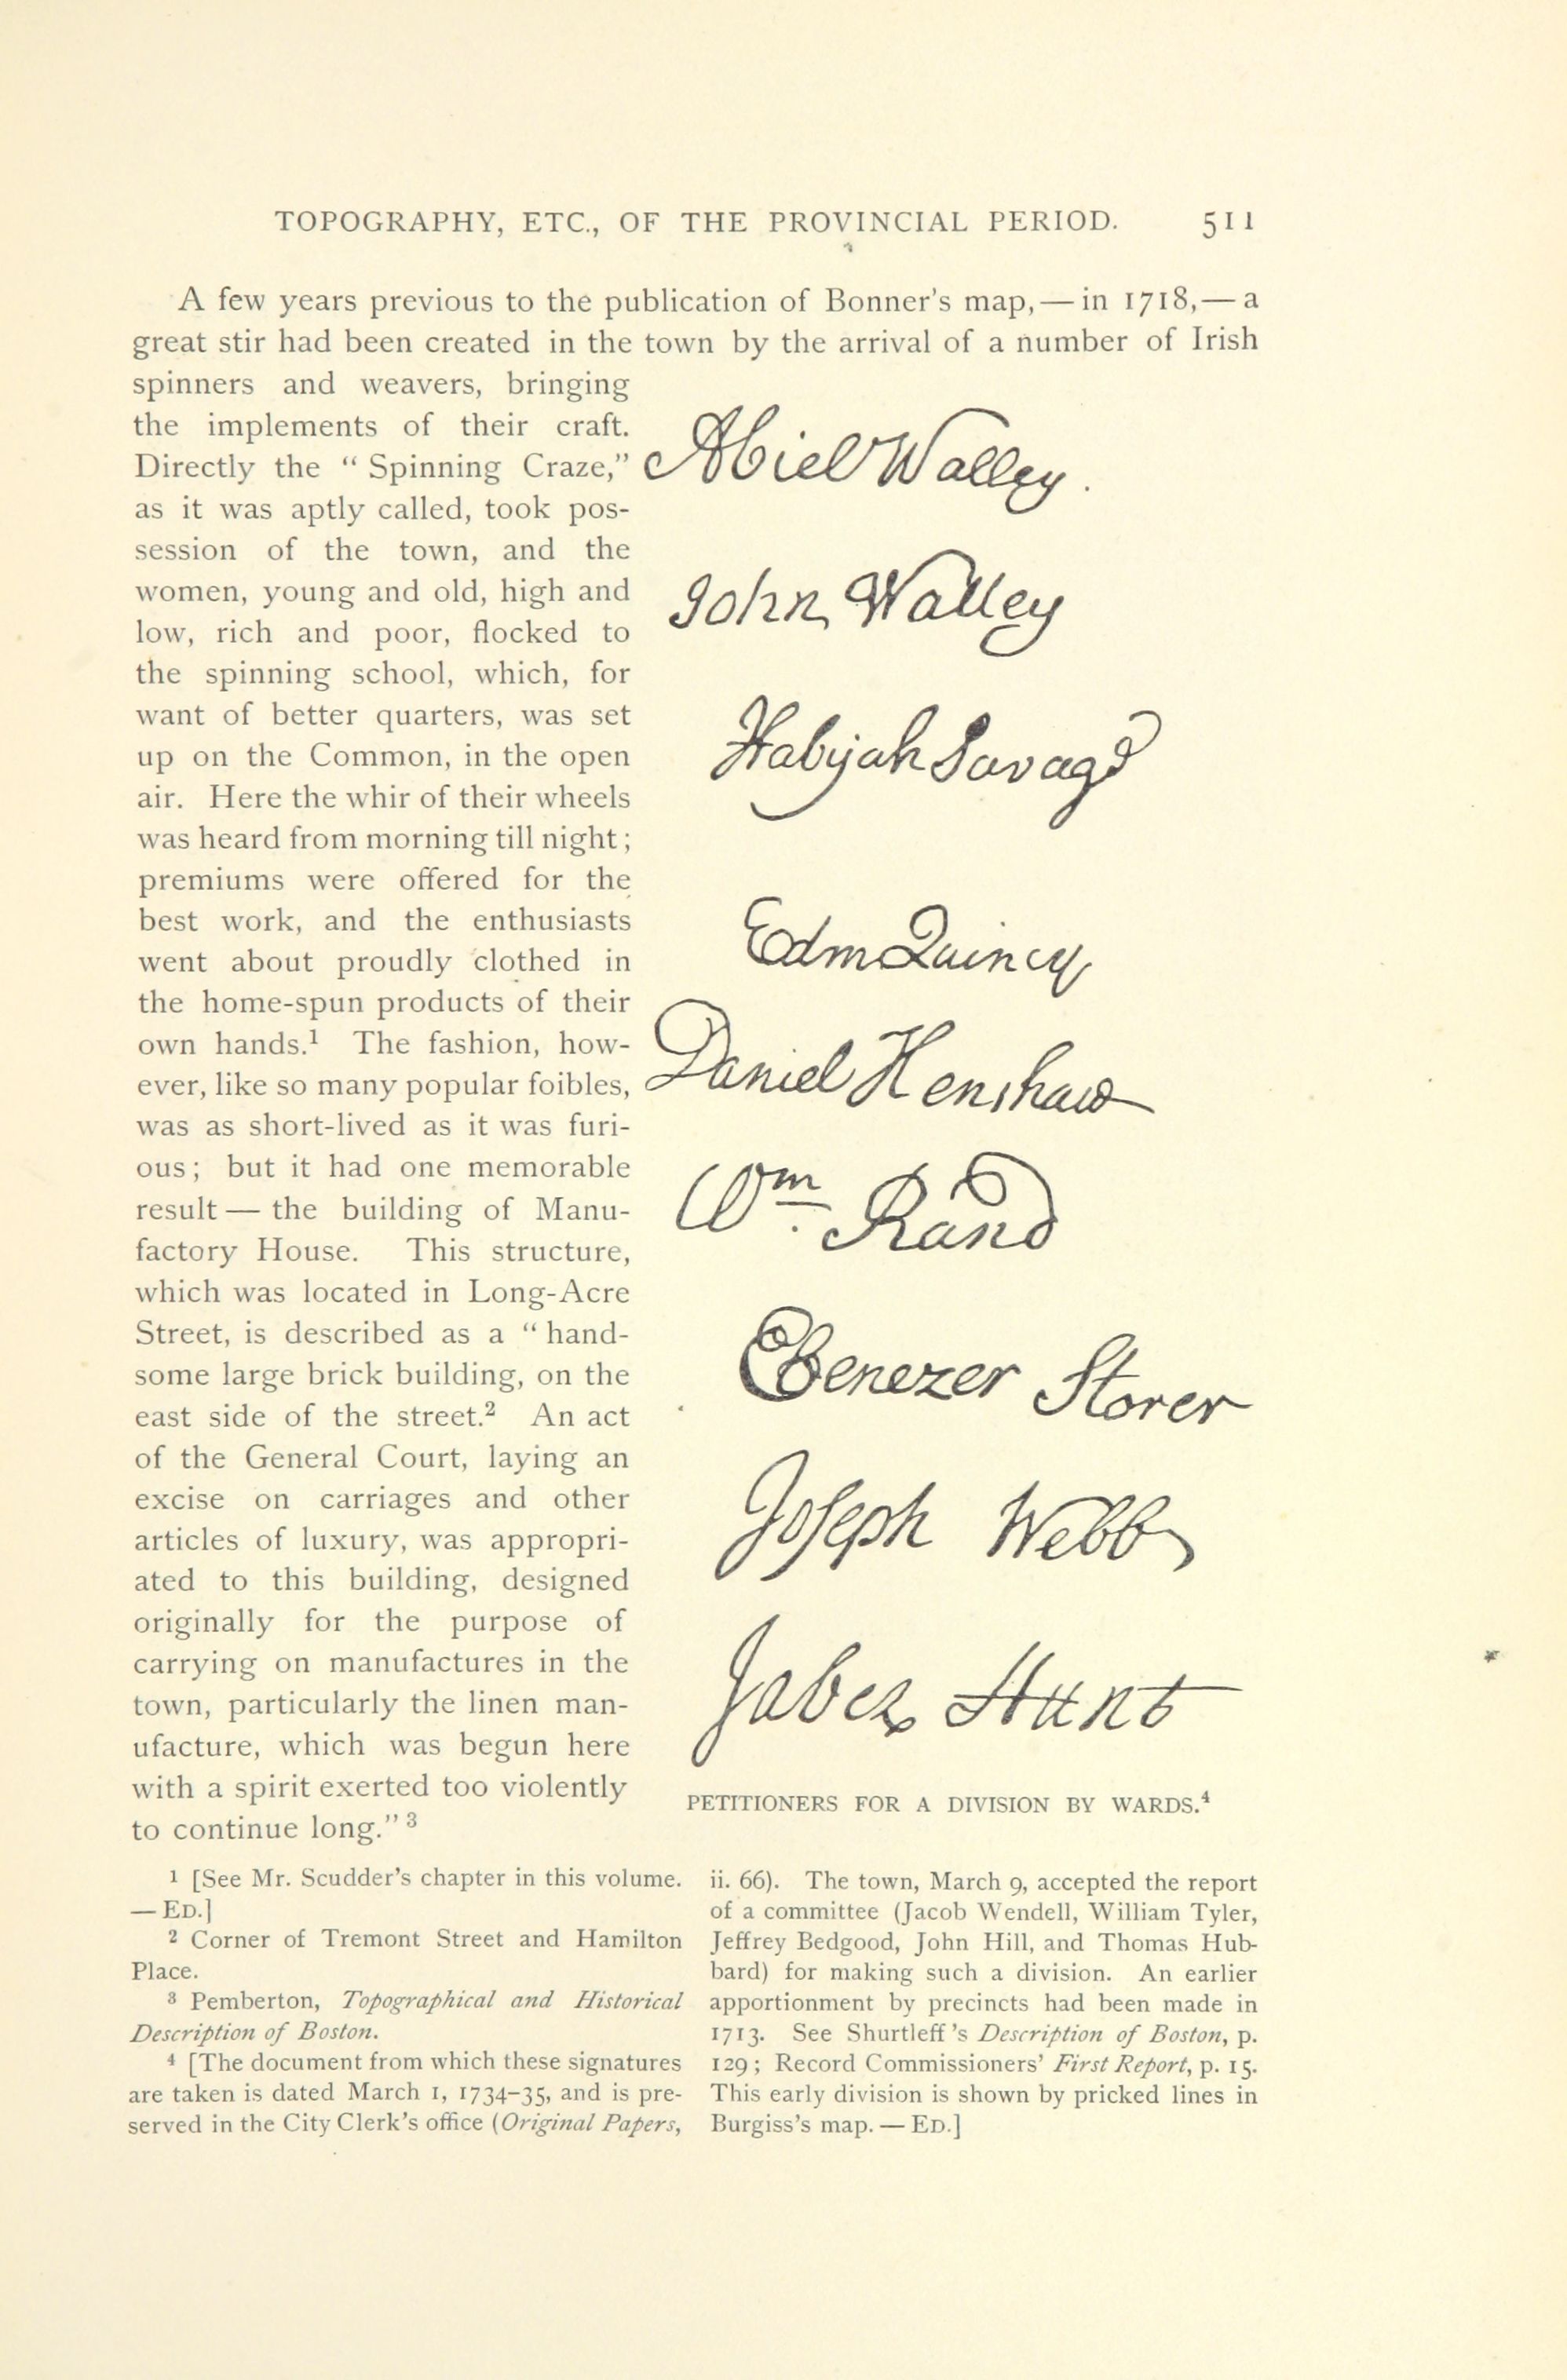 TOPOGRAPHY, ETC., OF THE PROVINCIAL PERIOD. 511
A few years previous to the publication of Bonner's map,— in 1718,— a
great stir had been created in the town by the arrival of a number of Irish
spinners and weavers, bringing
the implements of their craft.
Directly the “ Spinning Craze,”
as it was aptly called, took pos-
session of the town, and the
women, young and old, high and
low, rich and poor, flocked to
the spinning school, which, for
want of better quarters, was set
up on the Common, in the open
air. Here the whir of their wheels
was heard from morning till night;
premiums were offered for the
best work, and the enthusiasts
went about proudly clothed in
the home-spun products of their
own hands.¹ The fashion, how-
ever, like so many popular foibles,
was as short-lived as it was furi-
ous; but it had one memorable
result — the building of Manu-
factory House. This structure,
which was located in Long-Acre
Street, is described as a “ hand-
some large brick building, on the
east side of the street.² An act
of the General Court, laying an
excise on carriages and other
articles of luxury, was appropri-
ated to this building, designed
originally for the purpose of
carrying on manufactures in the
town, particularly the linen man-
ufacture, which was begun here
with a spirit exerted too violently
to continue long.” ³
Abiel Walley.
John Walley
Habijah Savage
Edm Quincy
Daniel Henshaw
Wm. Rand
Ebenezer Storer
Joseph Webb
Jabez Hunt
PETITIONERS FOR A DIVISION BY WARDS.⁴
¹ [See Mr. Scudder's chapter in this volume.
— ED.]
² Corner of Tremont Street and Hamilton
Place.
³ Pemberton, Topographical and Historical
Description of Boston.
⁴ [The document from which these signatures
are taken is dated March 1, 1734–35, and is pre-
served in the City Clerk's office (Original Papers,
ii. 66). The town, March 9, accepted the report
of a committee (Jacob Wendell, William Tyler,
Jeffrey Bedgood, John Hill, and Thomas Hub-
bard) for making such a division. An earlier
apportionment by precincts had been made in
1713. See Shurtleff's Description of Boston, p.
129; Record Commissioners' First Report, p. 15.
This early division is shown by pricked lines in
Burgiss's map. — ED.]